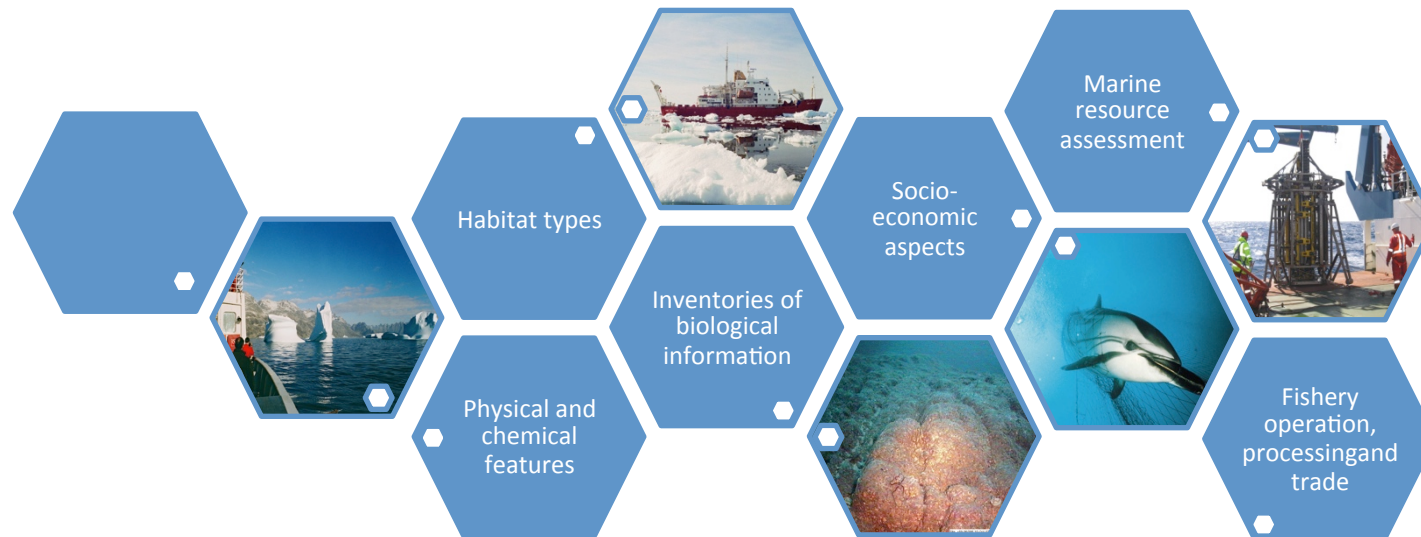 Habitat types
Physical and
chemical
features
Inventories of
biological
information
Socio-
economic
aspects
Marine
resource
assessment
Fishery
operation,
processingand
trade